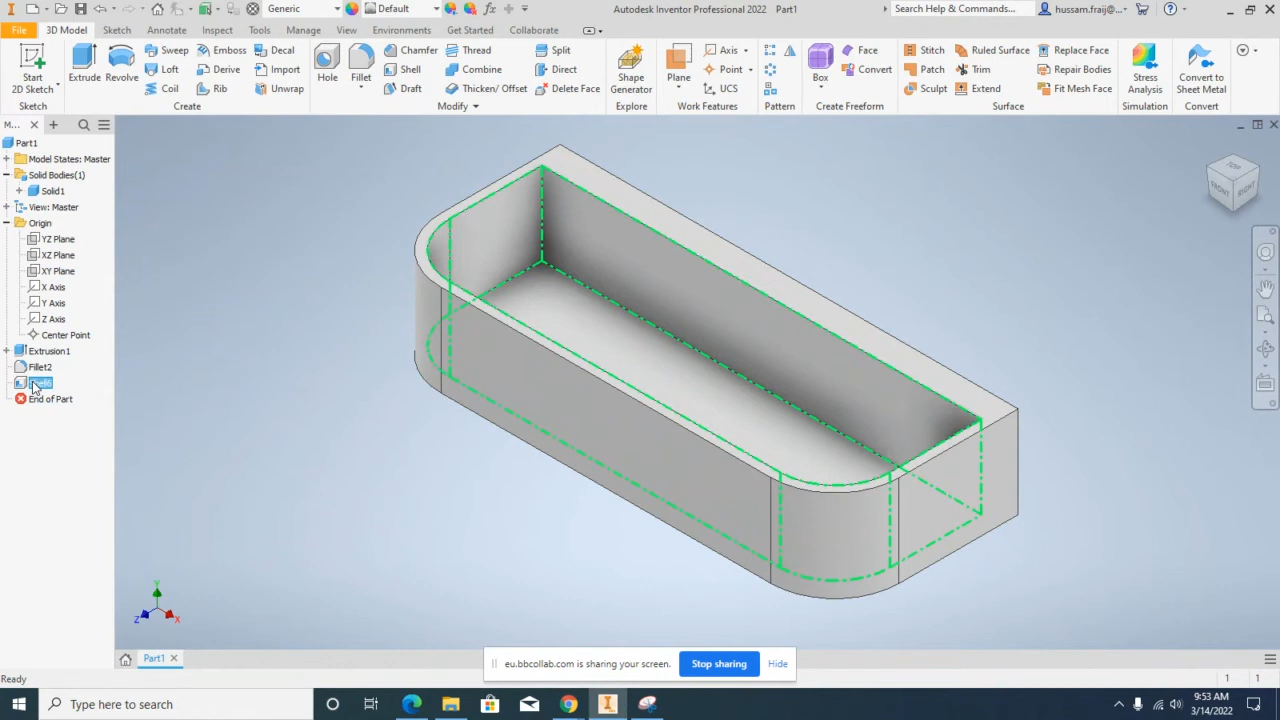 Generic
Default
Autodesk Inventor Professional 2022 Part1
Search Help & Commands...
hussam.fraij@...
File
3D Model
Sketch
Annotate
Inspect
Tools
Manage
View
Environments
Get Started
Collaborate
Start
2D Sketch
Extrude
Revolve
Sweep
Loft
Coil
Emboss
Derive
Rib
Decal
Import
Unwrap
Hole
Fillet
Chamfer
Shell
Draft
Thread
Combine
Thicken/ Offset
Split
Direct
Delete Face
Shape
Generator
Plane
Axis
Point
UCS
Box
Face
Convert
Stitch
Patch
Sculpt
Ruled Surface
Trim
Extend
Replace Face
Repair Bodies
Fit Mesh Face
Stress
Analysis
Convert to
Sheet Metal
Sketch
Create
Modify
Explore
Work Features
Pattern
Create Freeform
Surface
Simulation
Convert
M...
Part1
Model States: Master
Solid Bodies(1)
Solid1
View: Master
Origin
YZ Plane
XZ Plane
XY Plane
X Axis
Y Axis
Z Axis
Center Point
Extrusion1
Fillet2
End of Part
TOP
FRONT
RIGHT
Y
Z
X
Part1
eu.bbcollab.com is sharing your screen.
Stop sharing
Hide
Ready
1
1
Type here to search
9:53 AM
3/14/2022